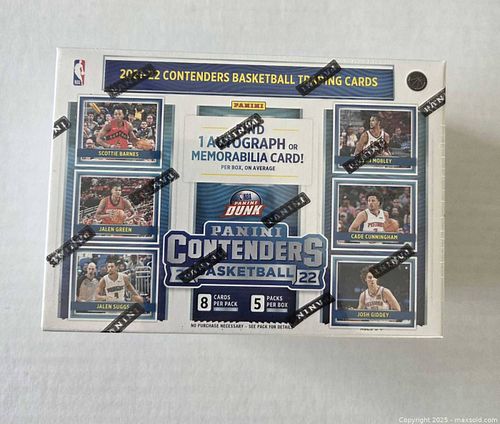 2021-22 CONTENDERS BASKETBALL TRADING CARDS
PANINI
1 AUTOGRAPH OR
MEMORABILIA CARD!
PER BOX, ON AVERAGE
SCOTTIE BARNES
JALEN GREEN
JALEN SUGGS
MOBLEY
CADE CUNNINGHAM
JOSH GIDDEY
NBA
PANINI
DUNK
PANINI
CONTENDERS
BASKETBALL 22
8 CARDS PER PACK
5 PACKS PER BOX
NO PURCHASE NECESSARY - SEE PACK FOR DETAILS
PANINI
Copyright 2025 - maxsold.com